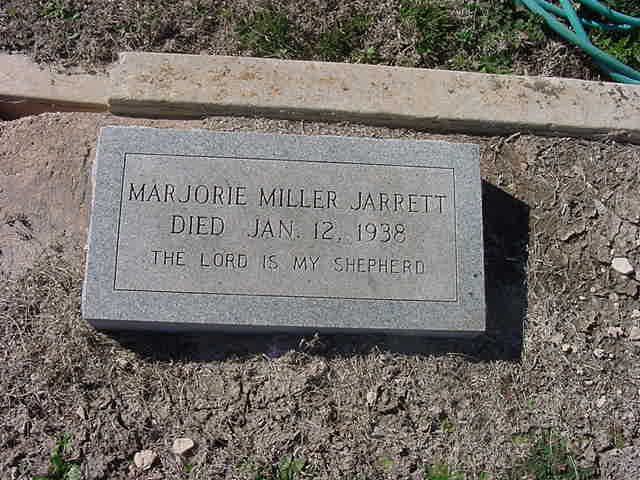 MARJORIE MILLER JARRETT
DIED JAN. 12, 1938
THE LORD IS MY SHEPHERD